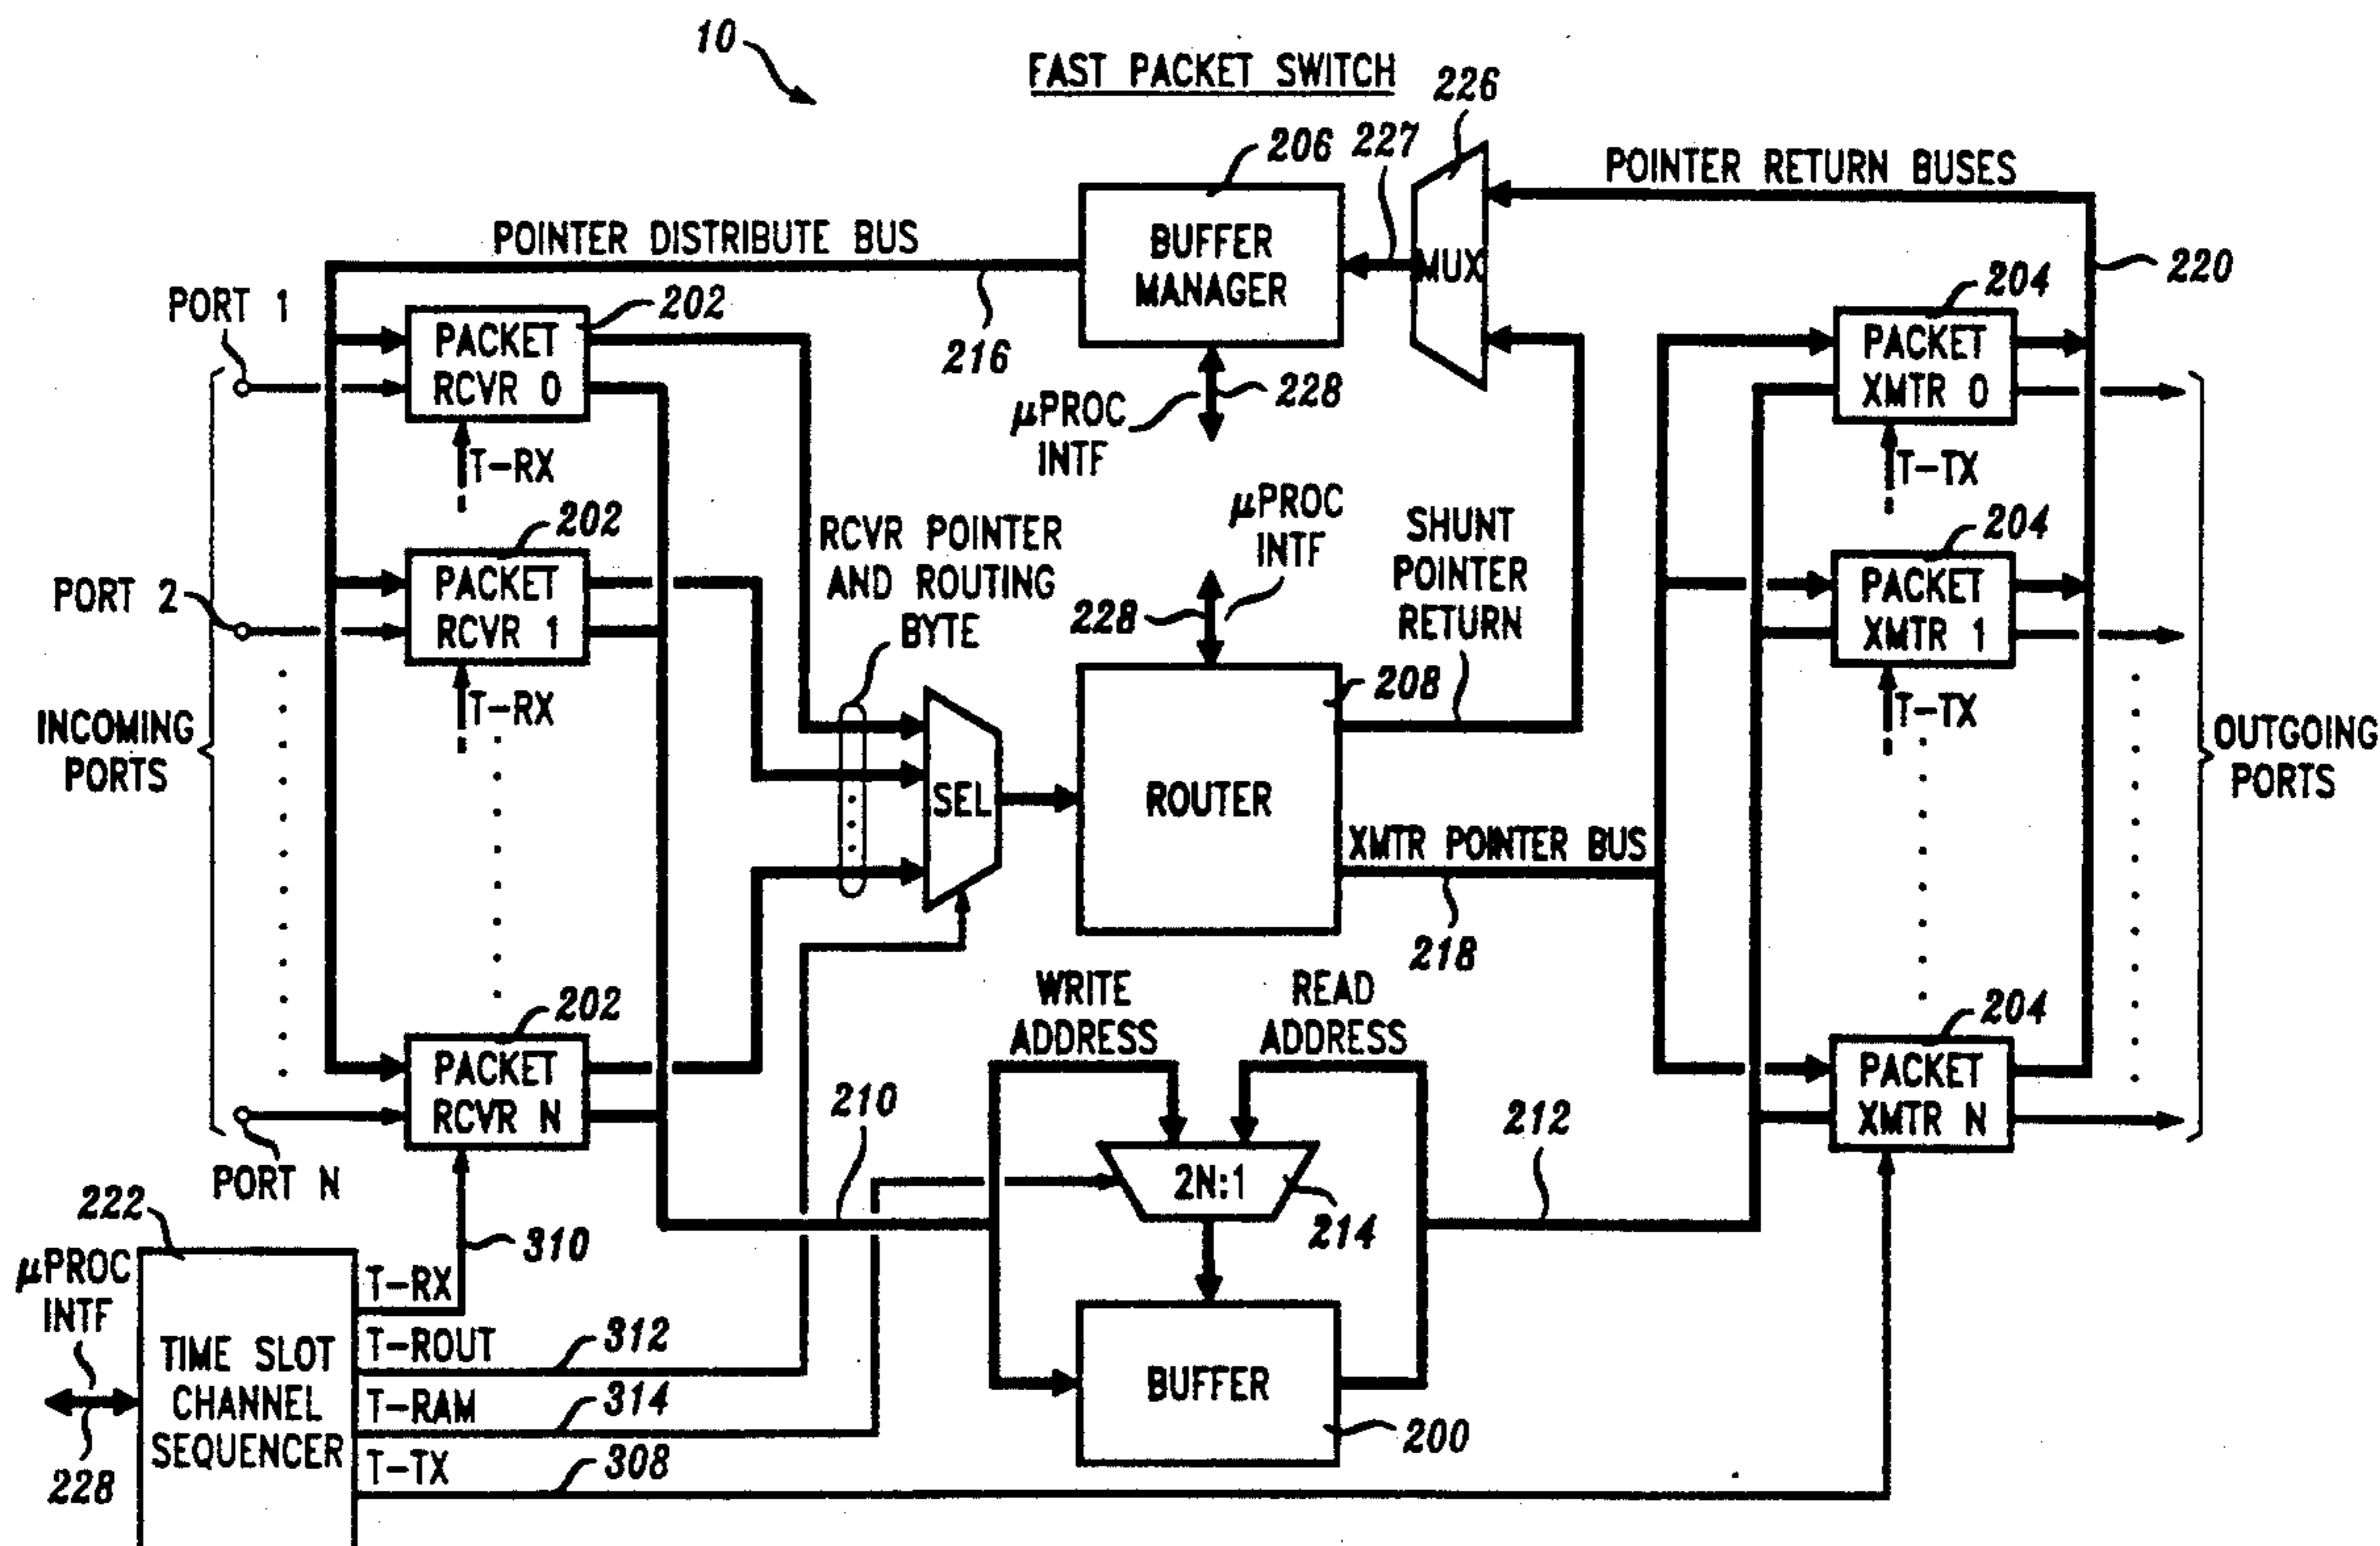 10
FAST PACKET SWITCH
226
206
227
POINTER RETURN BUSES
POINTER DISTRIBUTE BUS
BUFFER
MANAGER
MUX
220
PORT 1
202
216
204
PACKET
RCVR 0
PACKET
XMTR 0
μPROC
INTF
228
T-RX
T-TX
202
RCVR POINTER
AND ROUTING
BYTE
μPROC
INTF
228
SHUNT
POINTER
RETURN
204
PORT 2
PACKET
RCVR 1
PACKET
XMTR 1
T-RX
208
T-TX
INCOMING
PORTS
SEL
ROUTER
OUTGOING
PORTS
XMTR POINTER BUS
218
202
WRITE
ADDRESS
READ
ADDRESS
204
PACKET
RCVR N
PACKET
XMTR N
210
212
PORT N
2N:1
214
222
310
μPROC
INTF
228
TIME SLOT
CHANNEL
SEQUENCER
T-RX
T-ROUT
312
T-RAM
314
T-TX
308
BUFFER
200